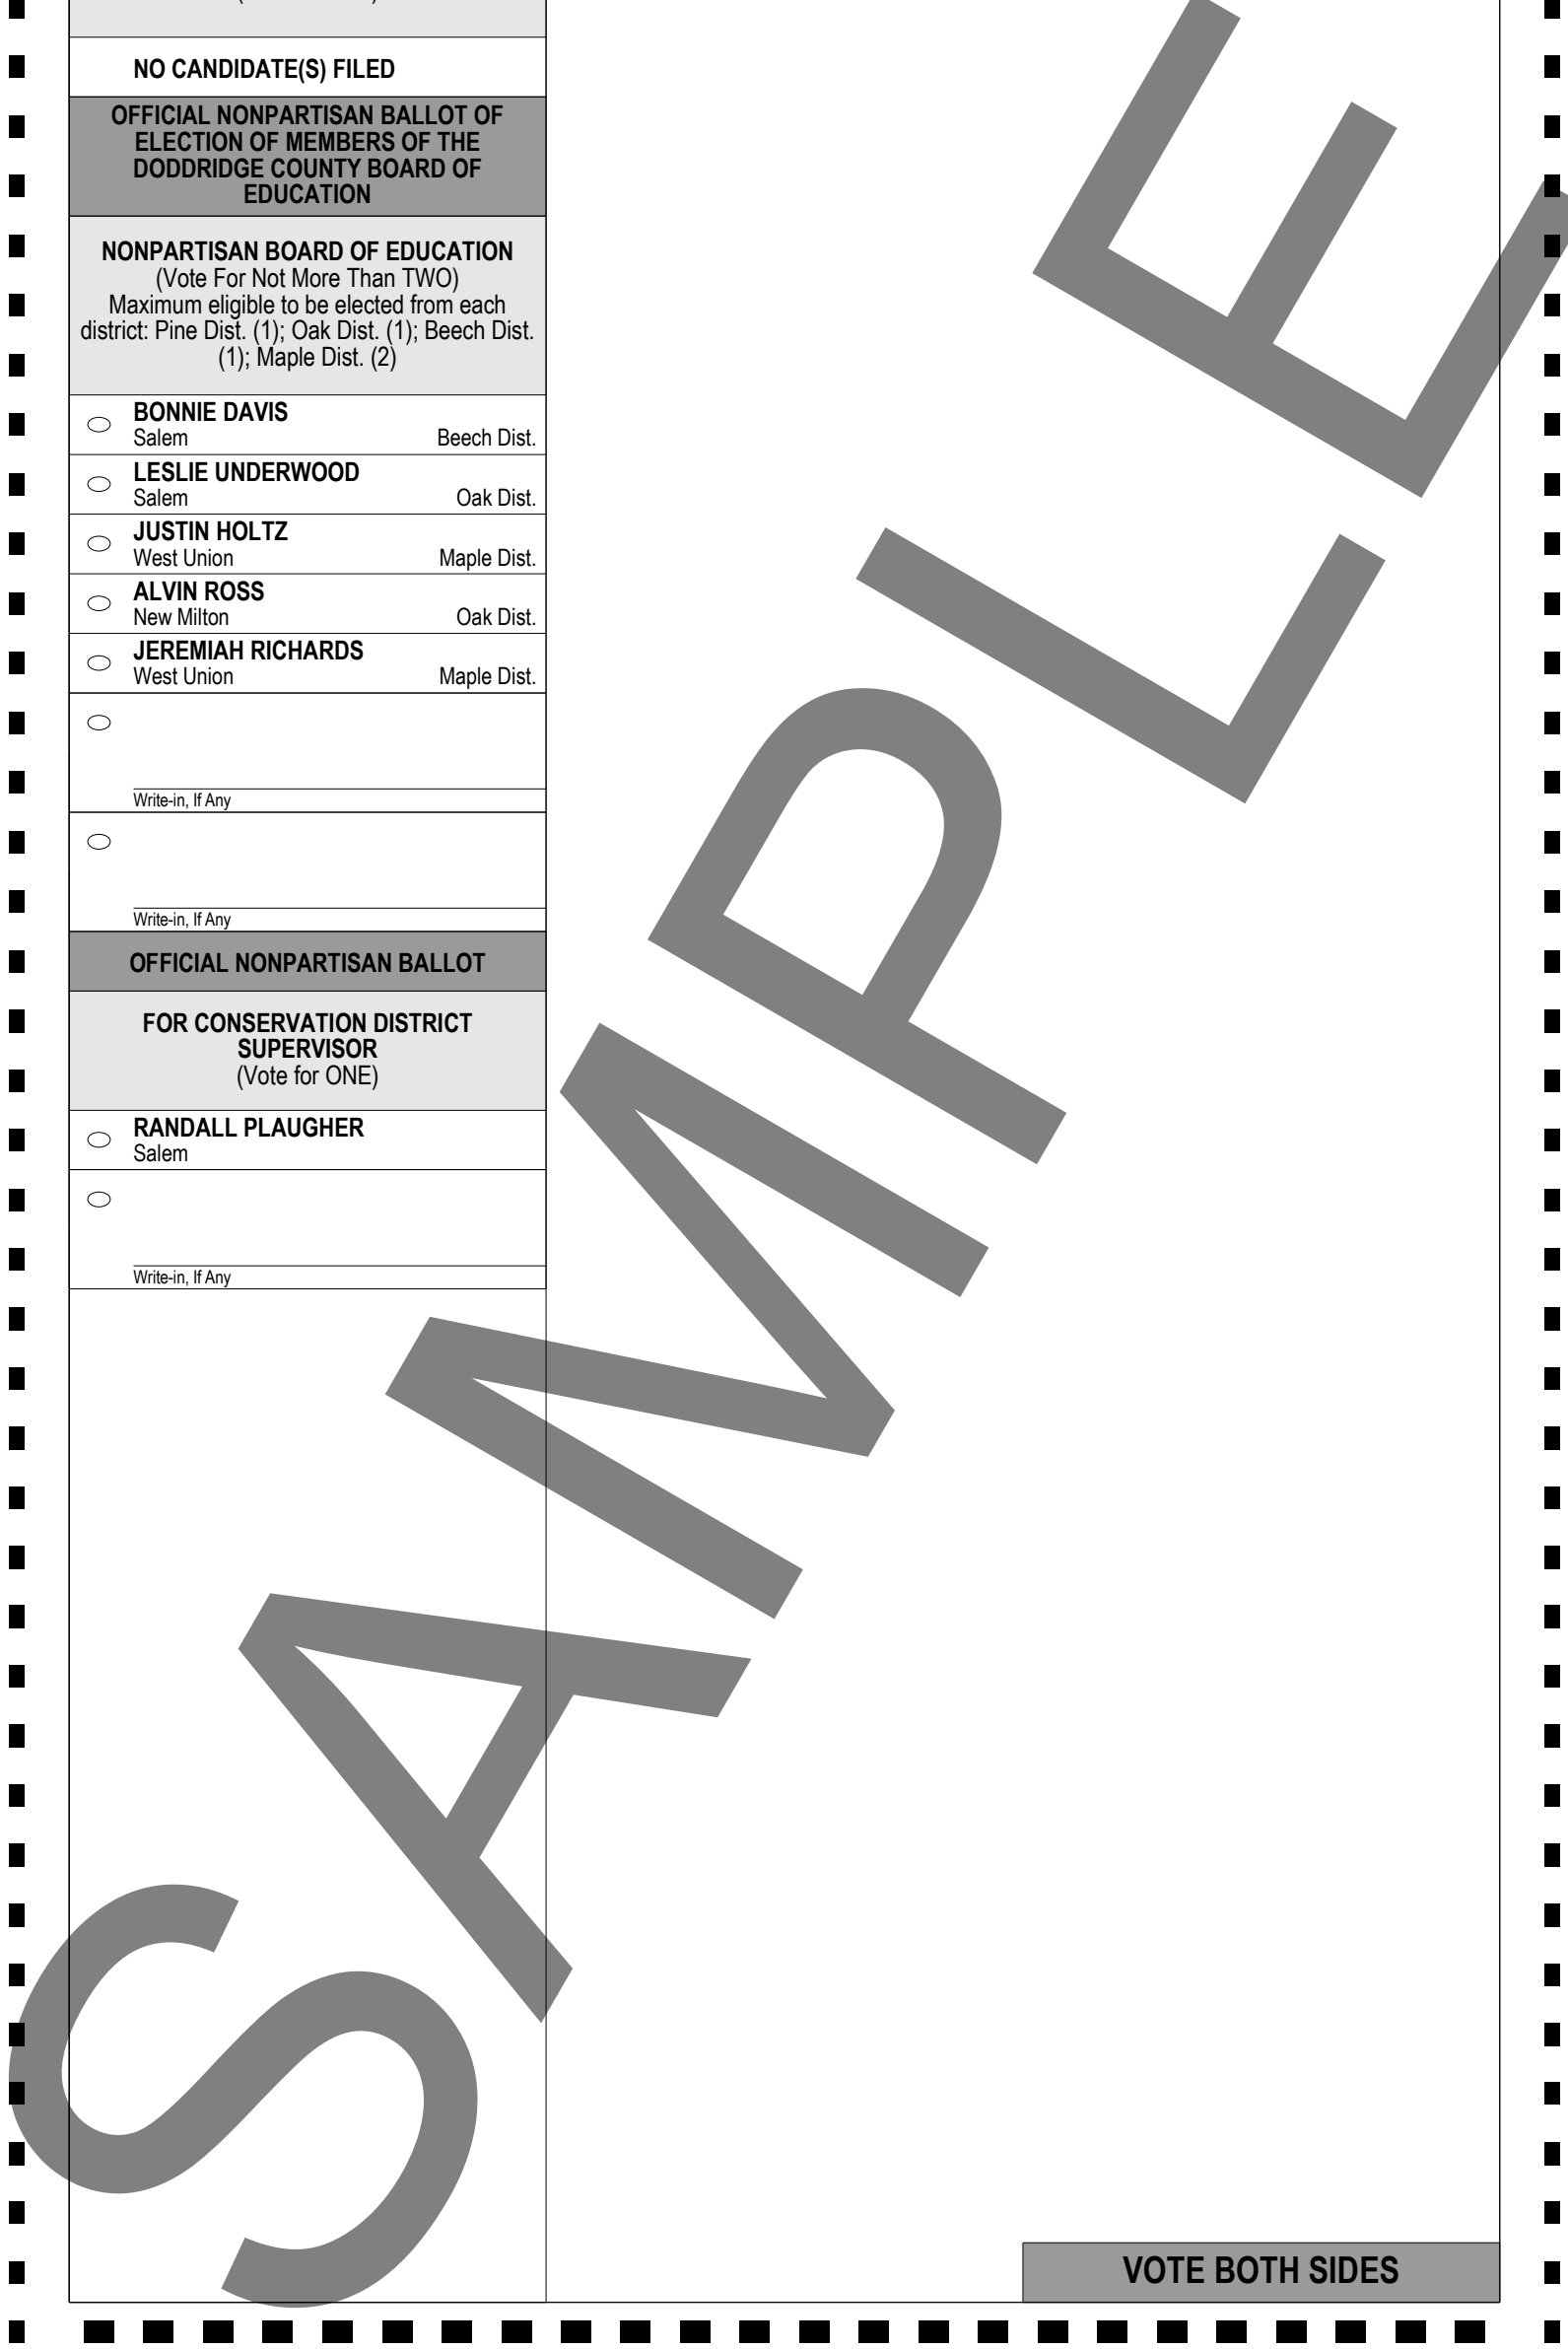 NO CANDIDATE(S) FILED
OFFICIAL NONPARTISAN BALLOT OF
ELECTION OF MEMBERS OF THE
DODDRIDGE COUNTY BOARD OF
EDUCATION
NONPARTISAN BOARD OF EDUCATION
(Vote For Not More Than TWO)
Maximum eligible to be elected from each
district: Pine Dist. (1); Oak Dist. (1); Beech Dist.
(1); Maple Dist. (2)
BONNIE DAVIS
Salem Beech Dist.
LESLIE UNDERWOOD
Salem Oak Dist.
JUSTIN HOLTZ
West Union Maple Dist.
ALVIN ROSS
New Milton Oak Dist.
JEREMIAH RICHARDS
West Union Maple Dist.
Write-in, If Any
Write-in, If Any
OFFICIAL NONPARTISAN BALLOT
FOR CONSERVATION DISTRICT
SUPERVISOR
(Vote for ONE)
RANDALL PLAUGHER
Salem
Write-in, If Any
SAMPLE
VOTE BOTH SIDES